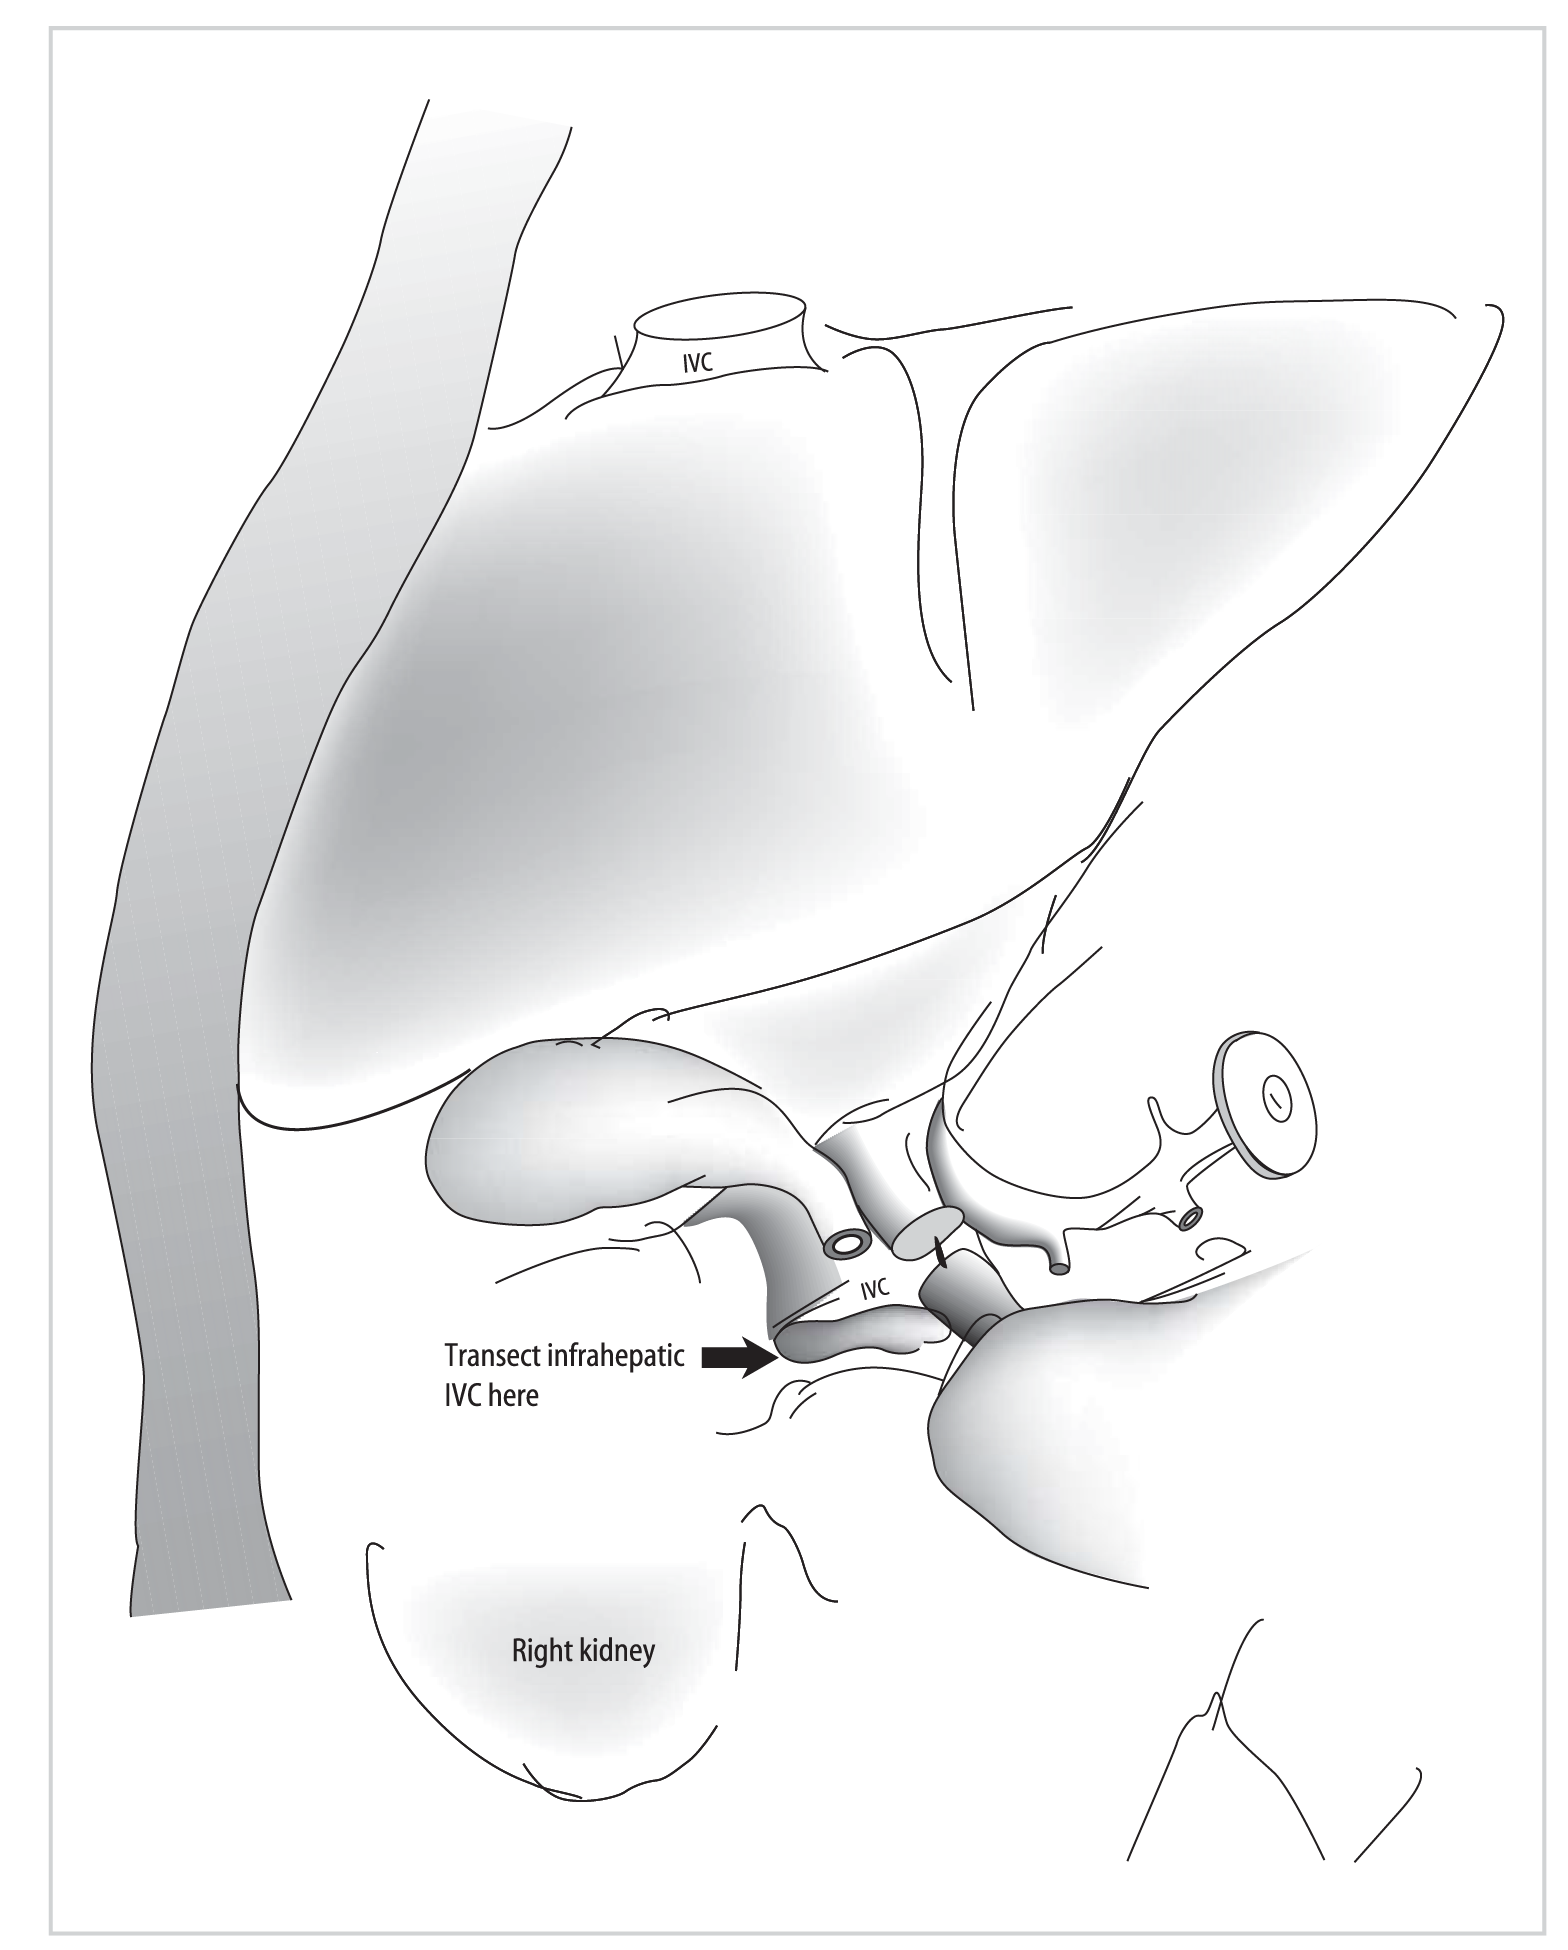 IVC
IVC
Transect infrahepatic
IVC here
Right kidney